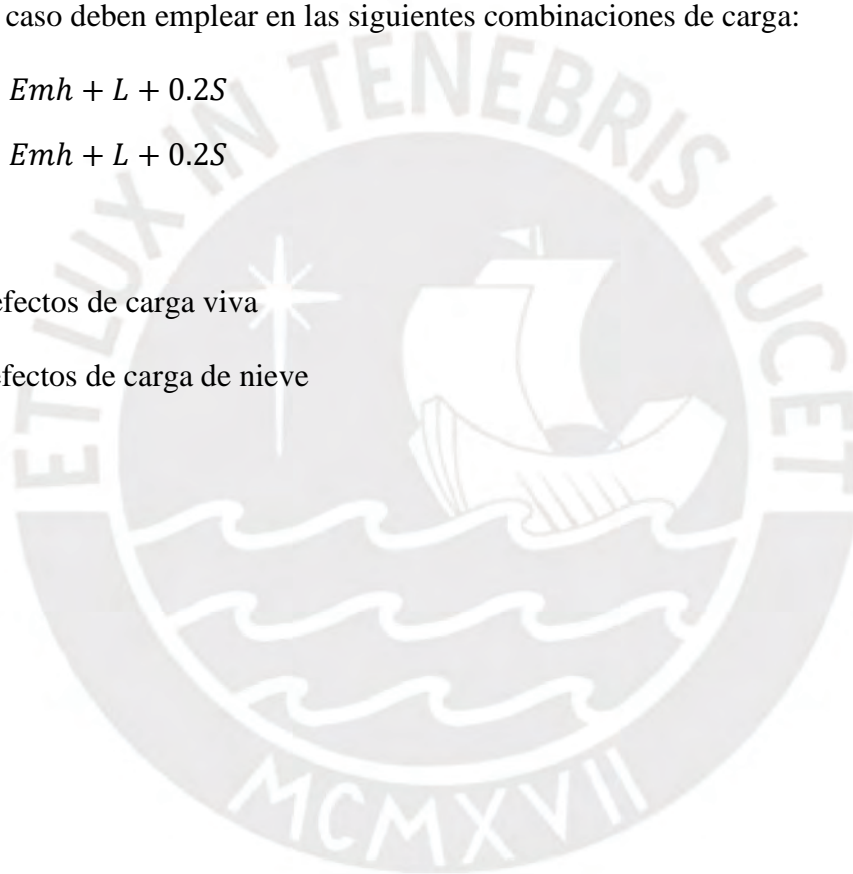 caso deben emplear en las siguientes combinaciones de carga:
Emh + L + 0.2S
Emh + L + 0.2S
efectos de carga viva
efectos de carga de nieve
ET LUX IN TENEBRIS LUCET
MCMXVII